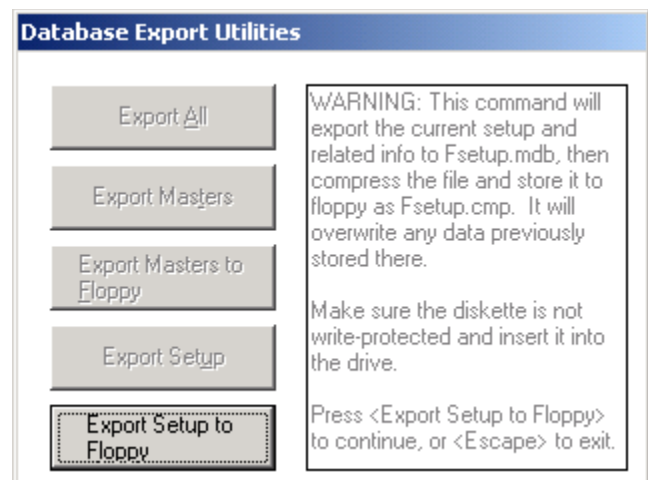 Database Export Utilities
Export All
Export Masters
Export Masters to
Floppy
Export Setup
Export Setup to
Floppy
WARNING: This command will
export the current setup and
related info to Fsetup.mdb, then
compress the file and store it to
floppy as Fsetup.cmp. It will
overwrite any data previously
stored there.
Make sure the diskette is not
write-protected and insert it into
the drive.
Press <Export Setup to Floppy>
to continue, or <Escape> to exit.